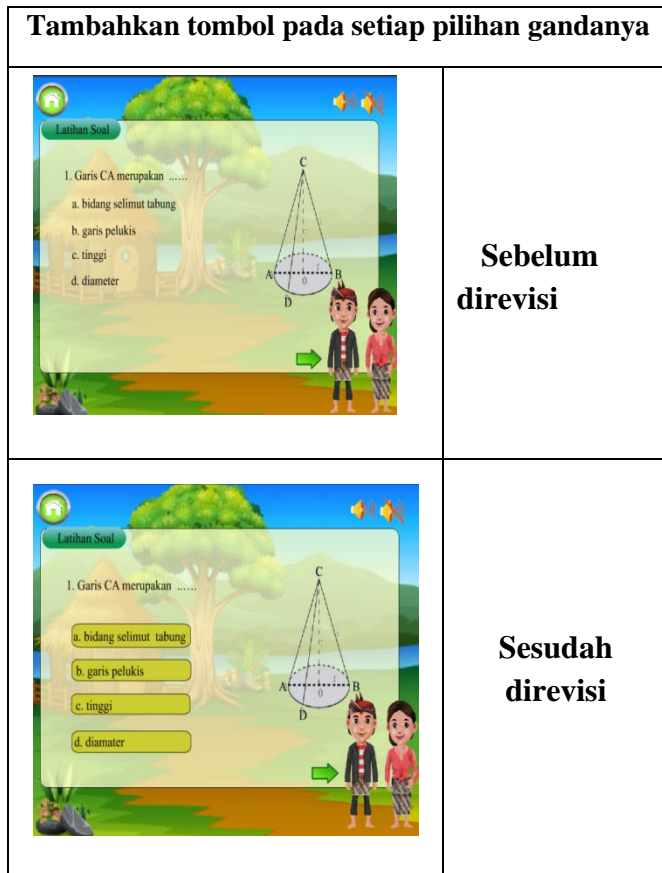 Tambahkan tombol pada setiap pilihan gandanya
Latihan Soal
1. Garis CA merupakan ......
a. bidang selimut tabung
b. garis pelukis
c. tinggi
d. diameter
C
A
B
0
D
Sebelum
direvisi
Latihan Soal
1. Garis CA merupakan ......
a. bidang selimut tabung
b. garis pelukis
c. tinggi
d. diamater
C
A
B
0
D
Sesudah
direvisi